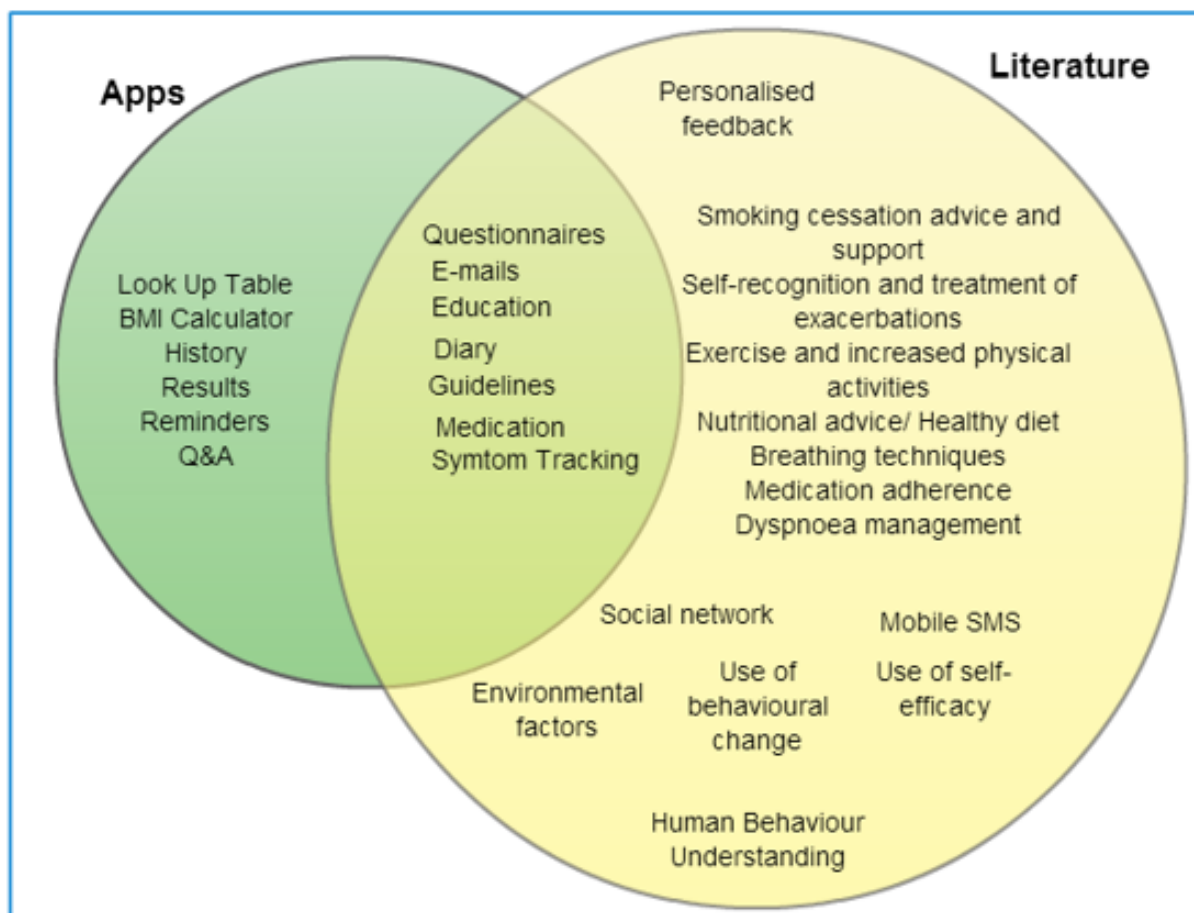 Apps
Literature
Personalised
feedback
Look Up Table
BMI Calculator
History
Results
Reminders
Q&A
Questionnaires
E-mails
Education
Diary
Guidelines
Medication
Symtom Tracking
Smoking cessation advice and
support
Self-recognition and treatment of
exacerbations
Exercise and increased physical
activities
Nutritional advice/ Healthy diet
Breathing techniques
Medication adherence
Dyspnoea management
Social network
Mobile SMS
Environmental
factors
Use of
behavioural
change
Use of self-
efficacy
Human Behaviour
Understanding